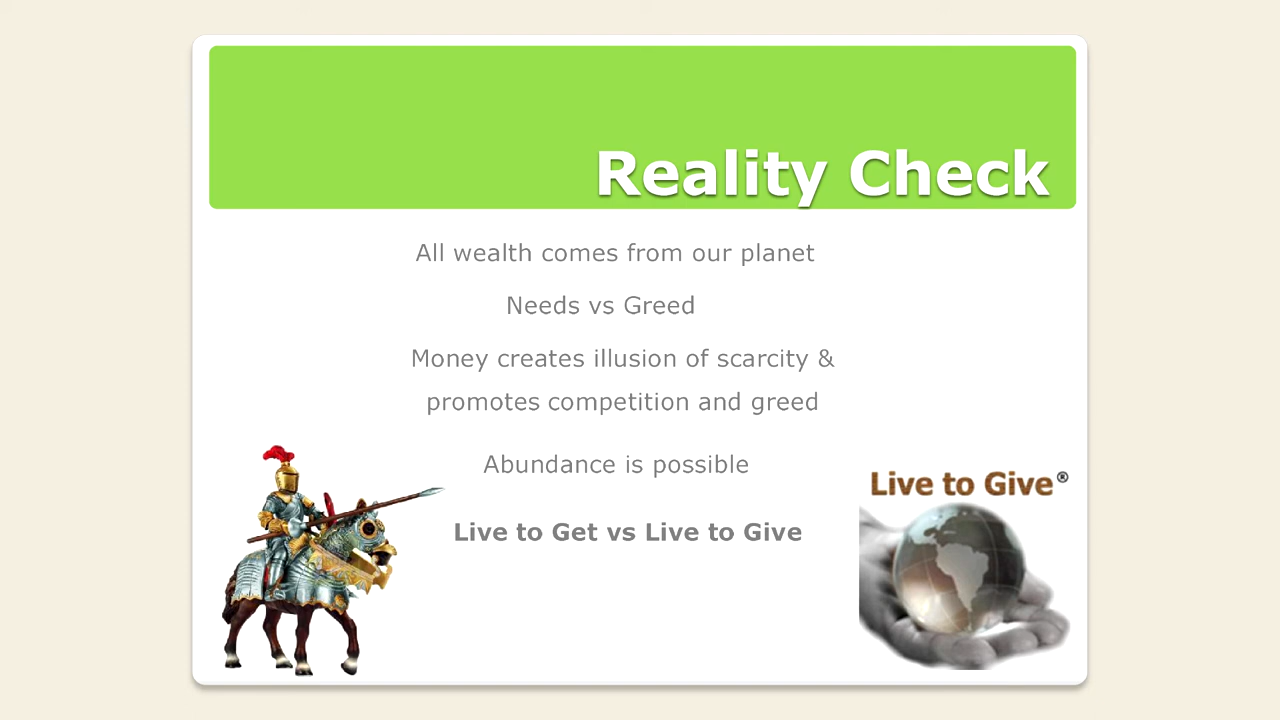 Reality Check
All wealth comes from our planet
Needs vs Greed
Money creates illusion of scarcity &
promotes competition and greed
Abundance is possible
Live to Get vs Live to Give
Live to Give®